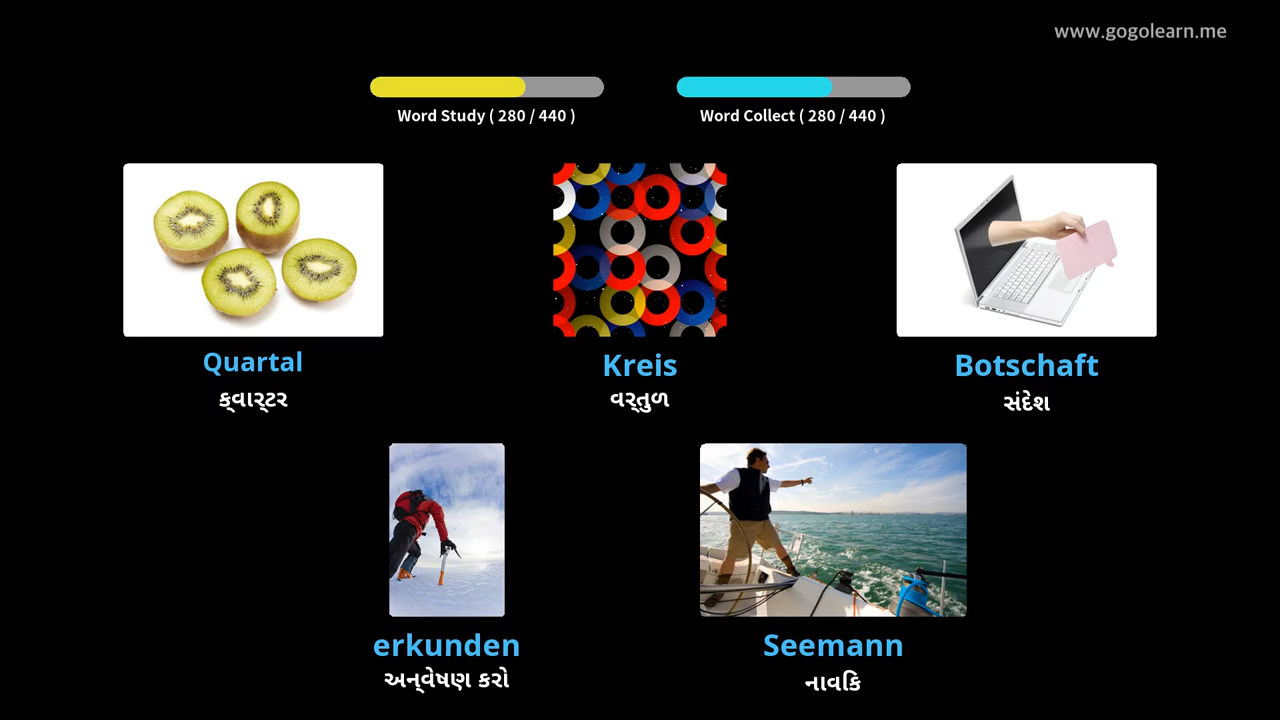 www.gogolearn.me
Word Study ( 280 / 440 )
Word Collect ( 280 / 440 )
Quartal
ક્વાર્ટર
Kreis
વર્તુળ
Botschaft
સંદેશ
erkunden
અન્વેષણ કરો
Seemann
નાવિક